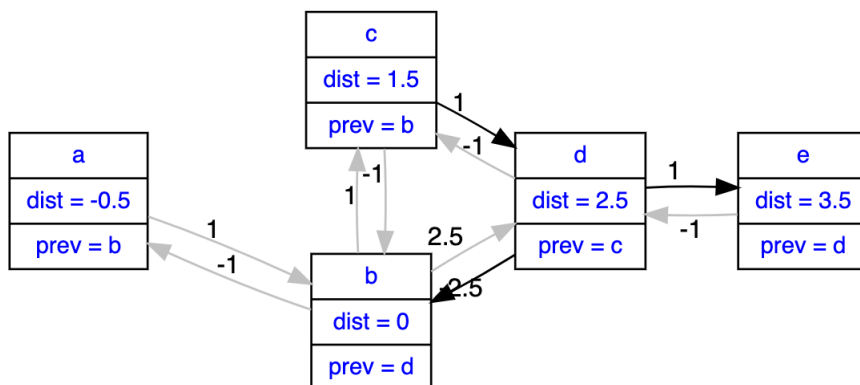 c
dist = 1.5
prev = b
1
-1
a
dist = -0.5
prev = b
d
dist = 2.5
prev = c
1
-1
e
dist = 3.5
prev = d
1
-1
1
-1
2.5
-2.5
b
dist = 0
prev = d